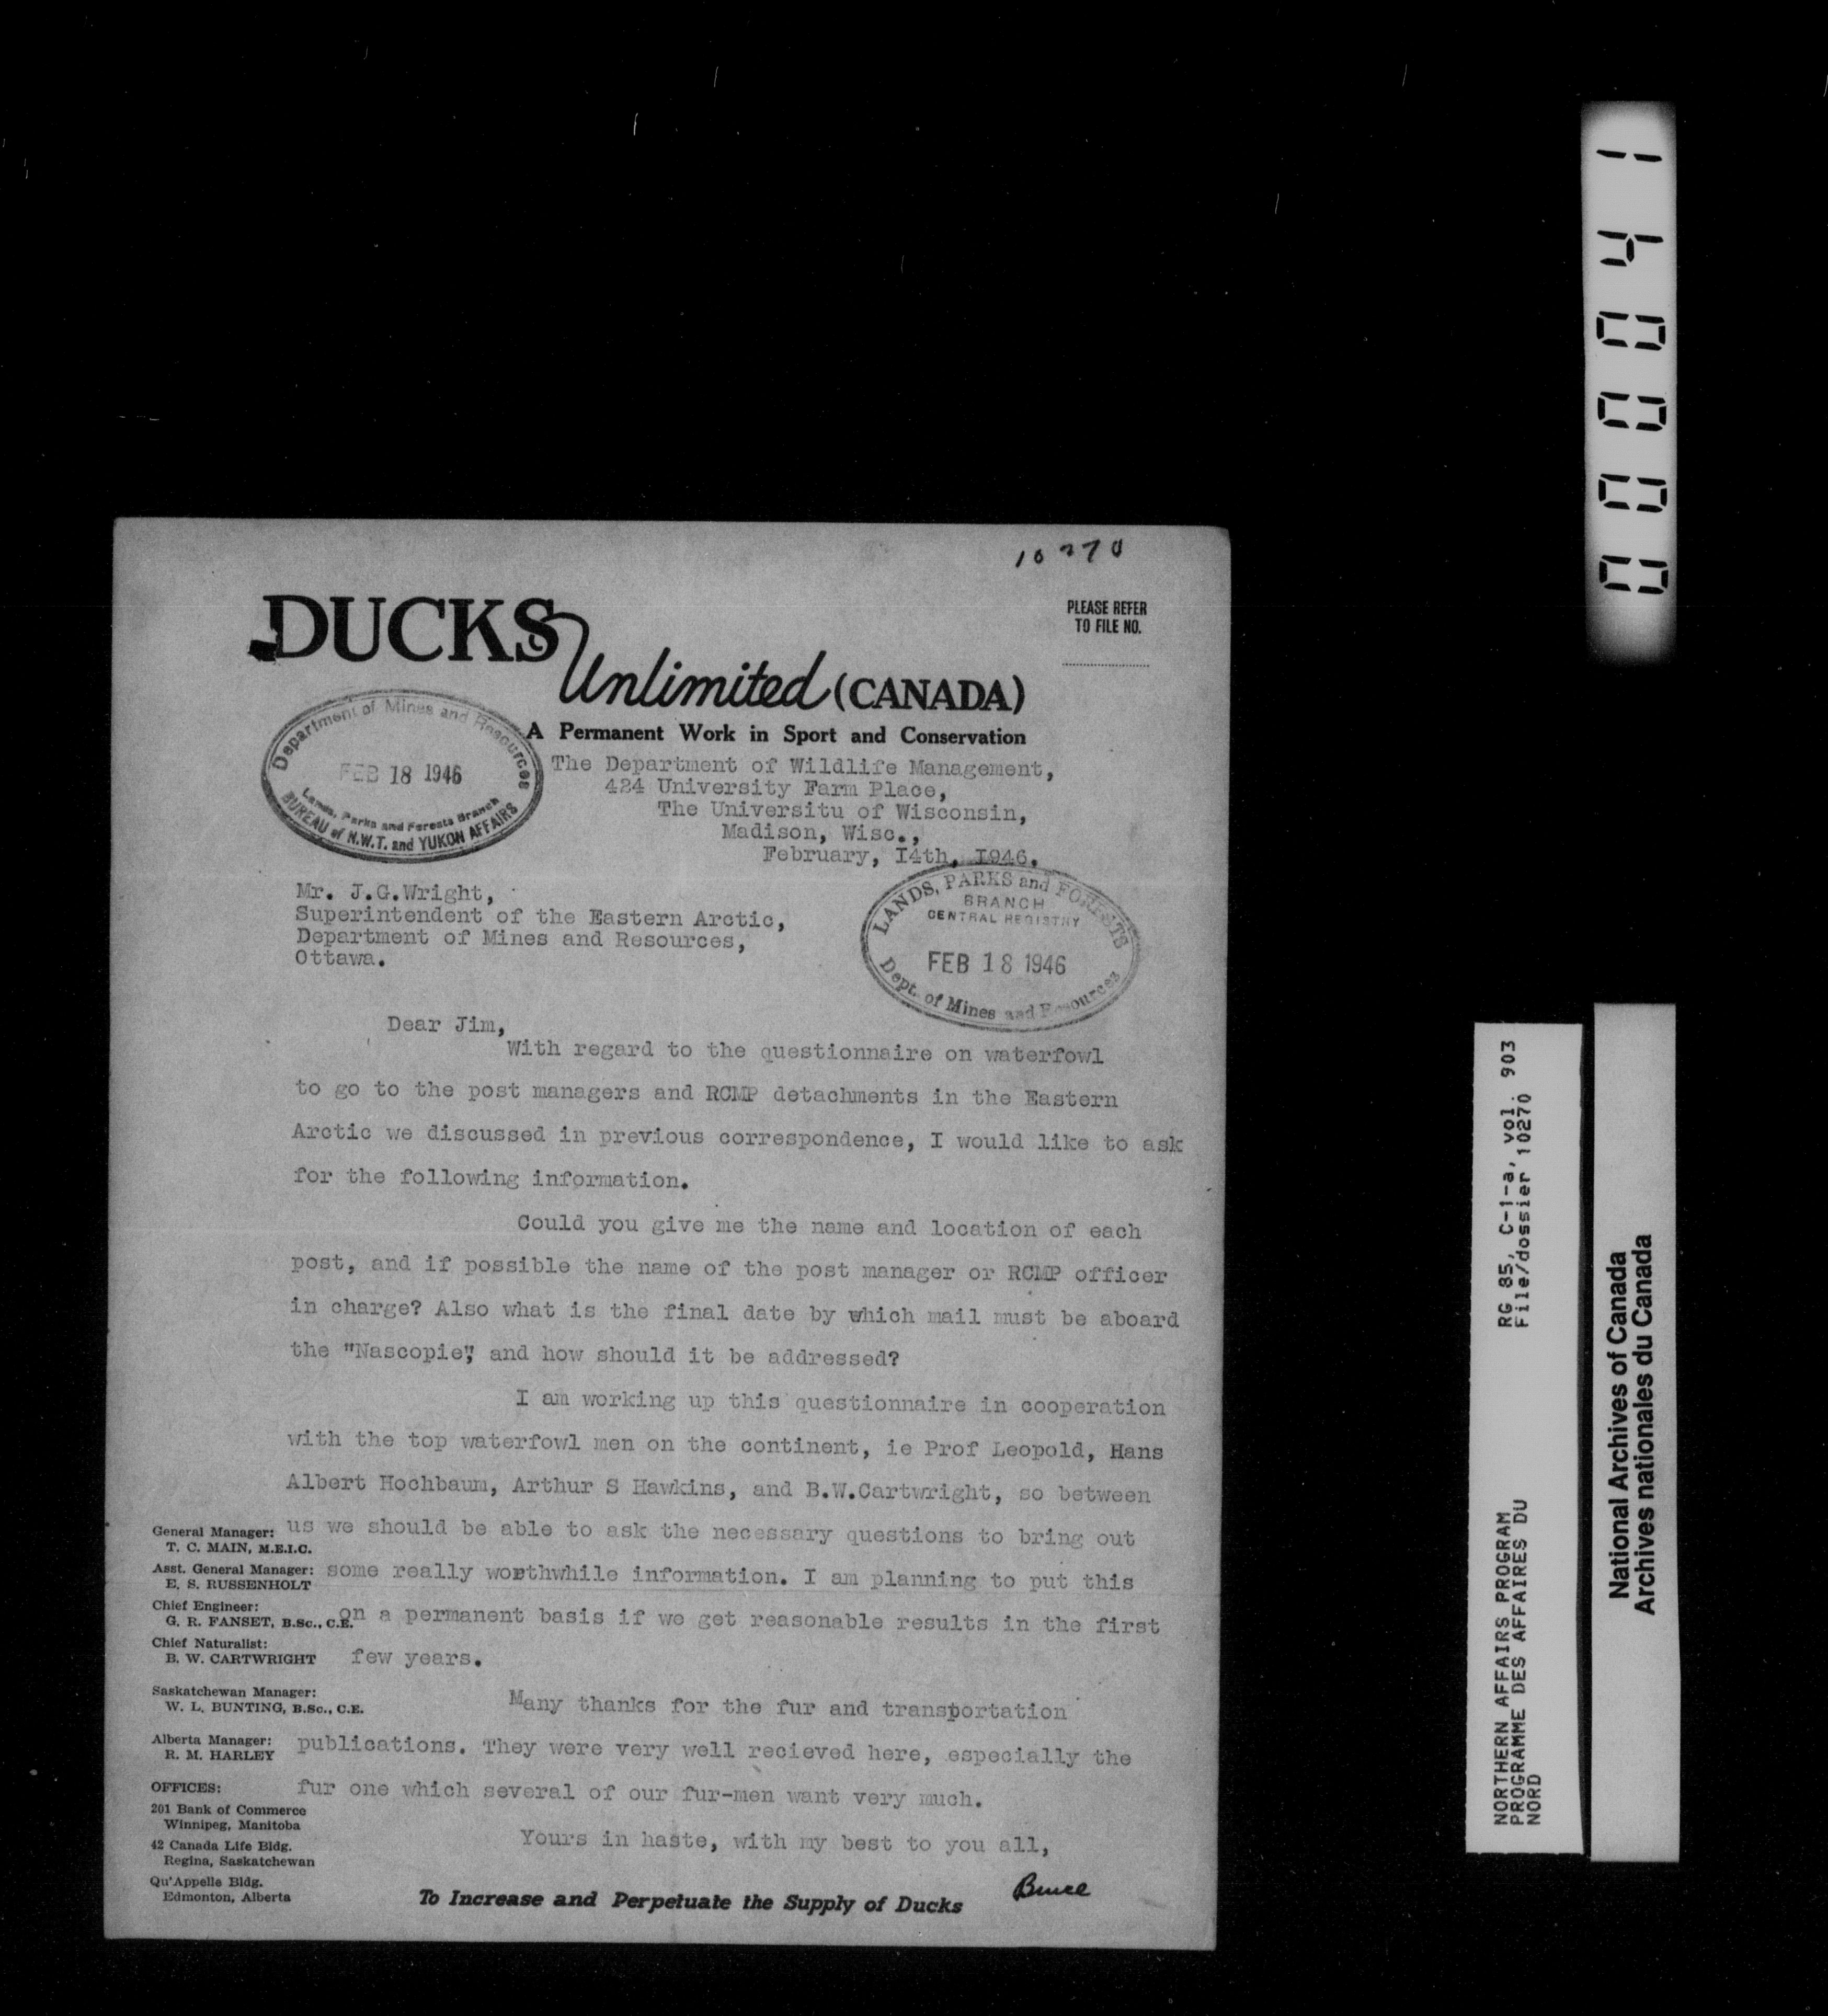 10270
DUCKS
Unlimited (CANADA)
PLEASE REFER
TO FILE NO.
A Permanent Work in Sport and Conservation
Department of Mines and Resources
FEB 18 1946
Lands, Parks and Forests Branch
BUREAU of N.W.T. and YUKON AFFAIRS
The Department of Wildlife Management,
424 University Farm Place,
The Universitu of Wisconsin,
Madison, Wisc.,
February, I4th, I946.
LANDS, PARKS and FORESTS
BRANCH
CENTRAL REGISTRY
FEB 18 1946
Dept. of Mines and Resources
Mr. J.G.Wright,
Superintendent of the Eastern Arctic,
Department of Mines and Resources,
Ottawa.
Dear Jim,
With regard to the questionnaire on waterfowl
to go to the post managers and RCMP detachments in the Eastern
Arctic we discussed in previous correspondence, I would like to ask
for the following information.
Could you give me the name and location of each
post, and if possible the name of the post manager or RCMP officer
in charge? Also what is the final date by which mail must be aboard
the "Nascopie", and how should it be addressed?
I am working up this questionnaire in cooperation
with the top waterfowl men on the continent, ie Prof Leopold, Hans
Albert Hochbaum, Arthur S Hawkins, and B.W.Cartwright, so between
us we should be able to ask the necessary questions to bring out
some really worthwhile information. I am planning to put this
on a permanent basis if we get reasonable results in the first
few years.
Many thanks for the fur and transportation
publications. They were very well recieved here, especially the
fur one which several of our fur-men want very much.
Yours in haste, with my best to you all,
Bruce
General Manager:
T. C. MAIN, M.E.I.C.
Asst. General Manager:
E. S. RUSSENHOLT
Chief Engineer:
G. R. FANSET, B.Sc., C.E.
Chief Naturalist:
B. W. CARTWRIGHT
Saskatchewan Manager:
W. L. BUNTING, B.Sc., C.E.
Alberta Manager:
R. M. HARLEY
OFFICES:
201 Bank of Commerce
Winnipeg, Manitoba
42 Canada Life Bldg.
Regina, Saskatchewan
Qu'Appelle Bldg.
Edmonton, Alberta
To Increase and Perpetuate the Supply of Ducks
000041
RG 85, C-1-a, vol. 903
File/dossier 10270
NORTHERN AFFAIRS PROGRAM
PROGRAMME DES AFFAIRES DU
NORD
National Archives of Canada
Archives nationales du Canada